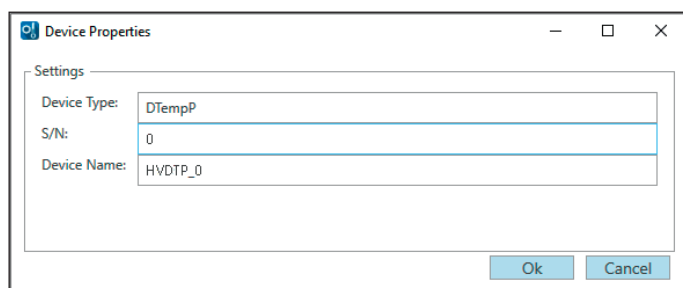 Device Properties
Settings
Device Type: DTempP
S/N: 0
Device Name: HVDTP_0
Ok Cancel